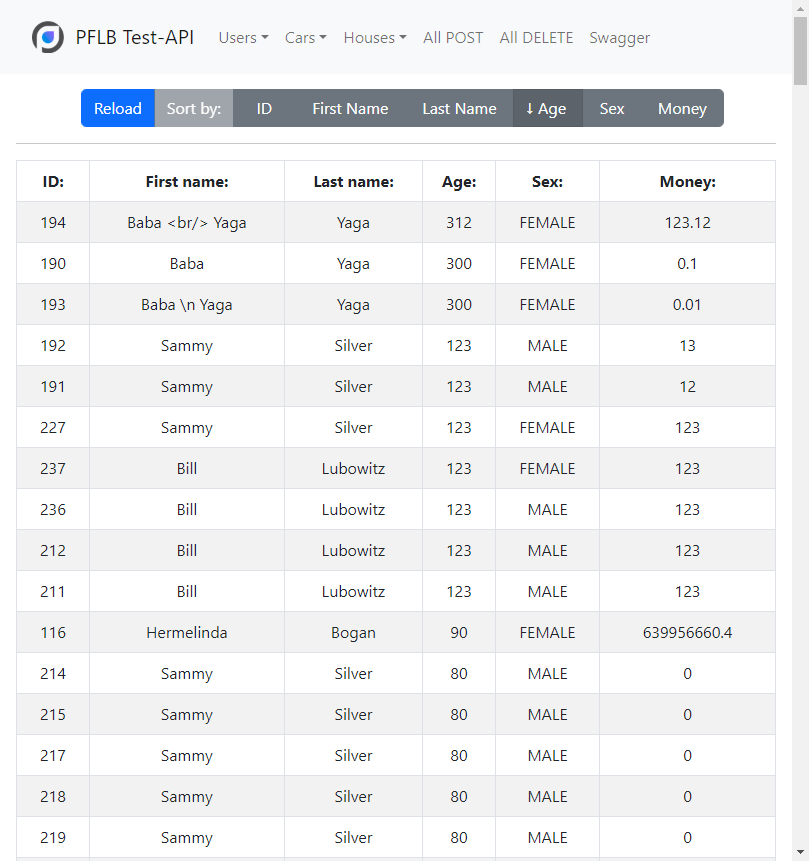 PFLB Test-API Users Cars Houses All POST All DELETE Swagger
Reload Sort by: ID First Name Last Name ↓ Age Sex Money
ID: First name: Last name: Age: Sex: Money:
194 Baba <br/> Yaga Yaga 312 FEMALE 123.12
190 Baba Yaga 300 FEMALE 0.1
193 Baba \n Yaga Yaga 300 FEMALE 0.01
192 Sammy Silver 123 MALE 13
191 Sammy Silver 123 MALE 12
227 Sammy Silver 123 FEMALE 123
237 Bill Lubowitz 123 FEMALE 123
236 Bill Lubowitz 123 MALE 123
212 Bill Lubowitz 123 MALE 123
211 Bill Lubowitz 123 MALE 123
116 Hermelinda Bogan 90 FEMALE 639956660.4
214 Sammy Silver 80 MALE 0
215 Sammy Silver 80 MALE 0
217 Sammy Silver 80 MALE 0
218 Sammy Silver 80 MALE 0
219 Sammy Silver 80 MALE 0